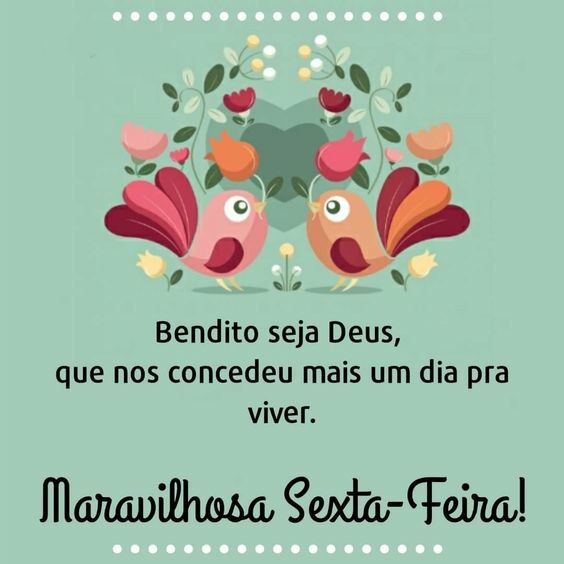 Bendito seja Deus,
que nos concedeu mais um dia pra
viver.
Maravilhosa Sexta-Feira!